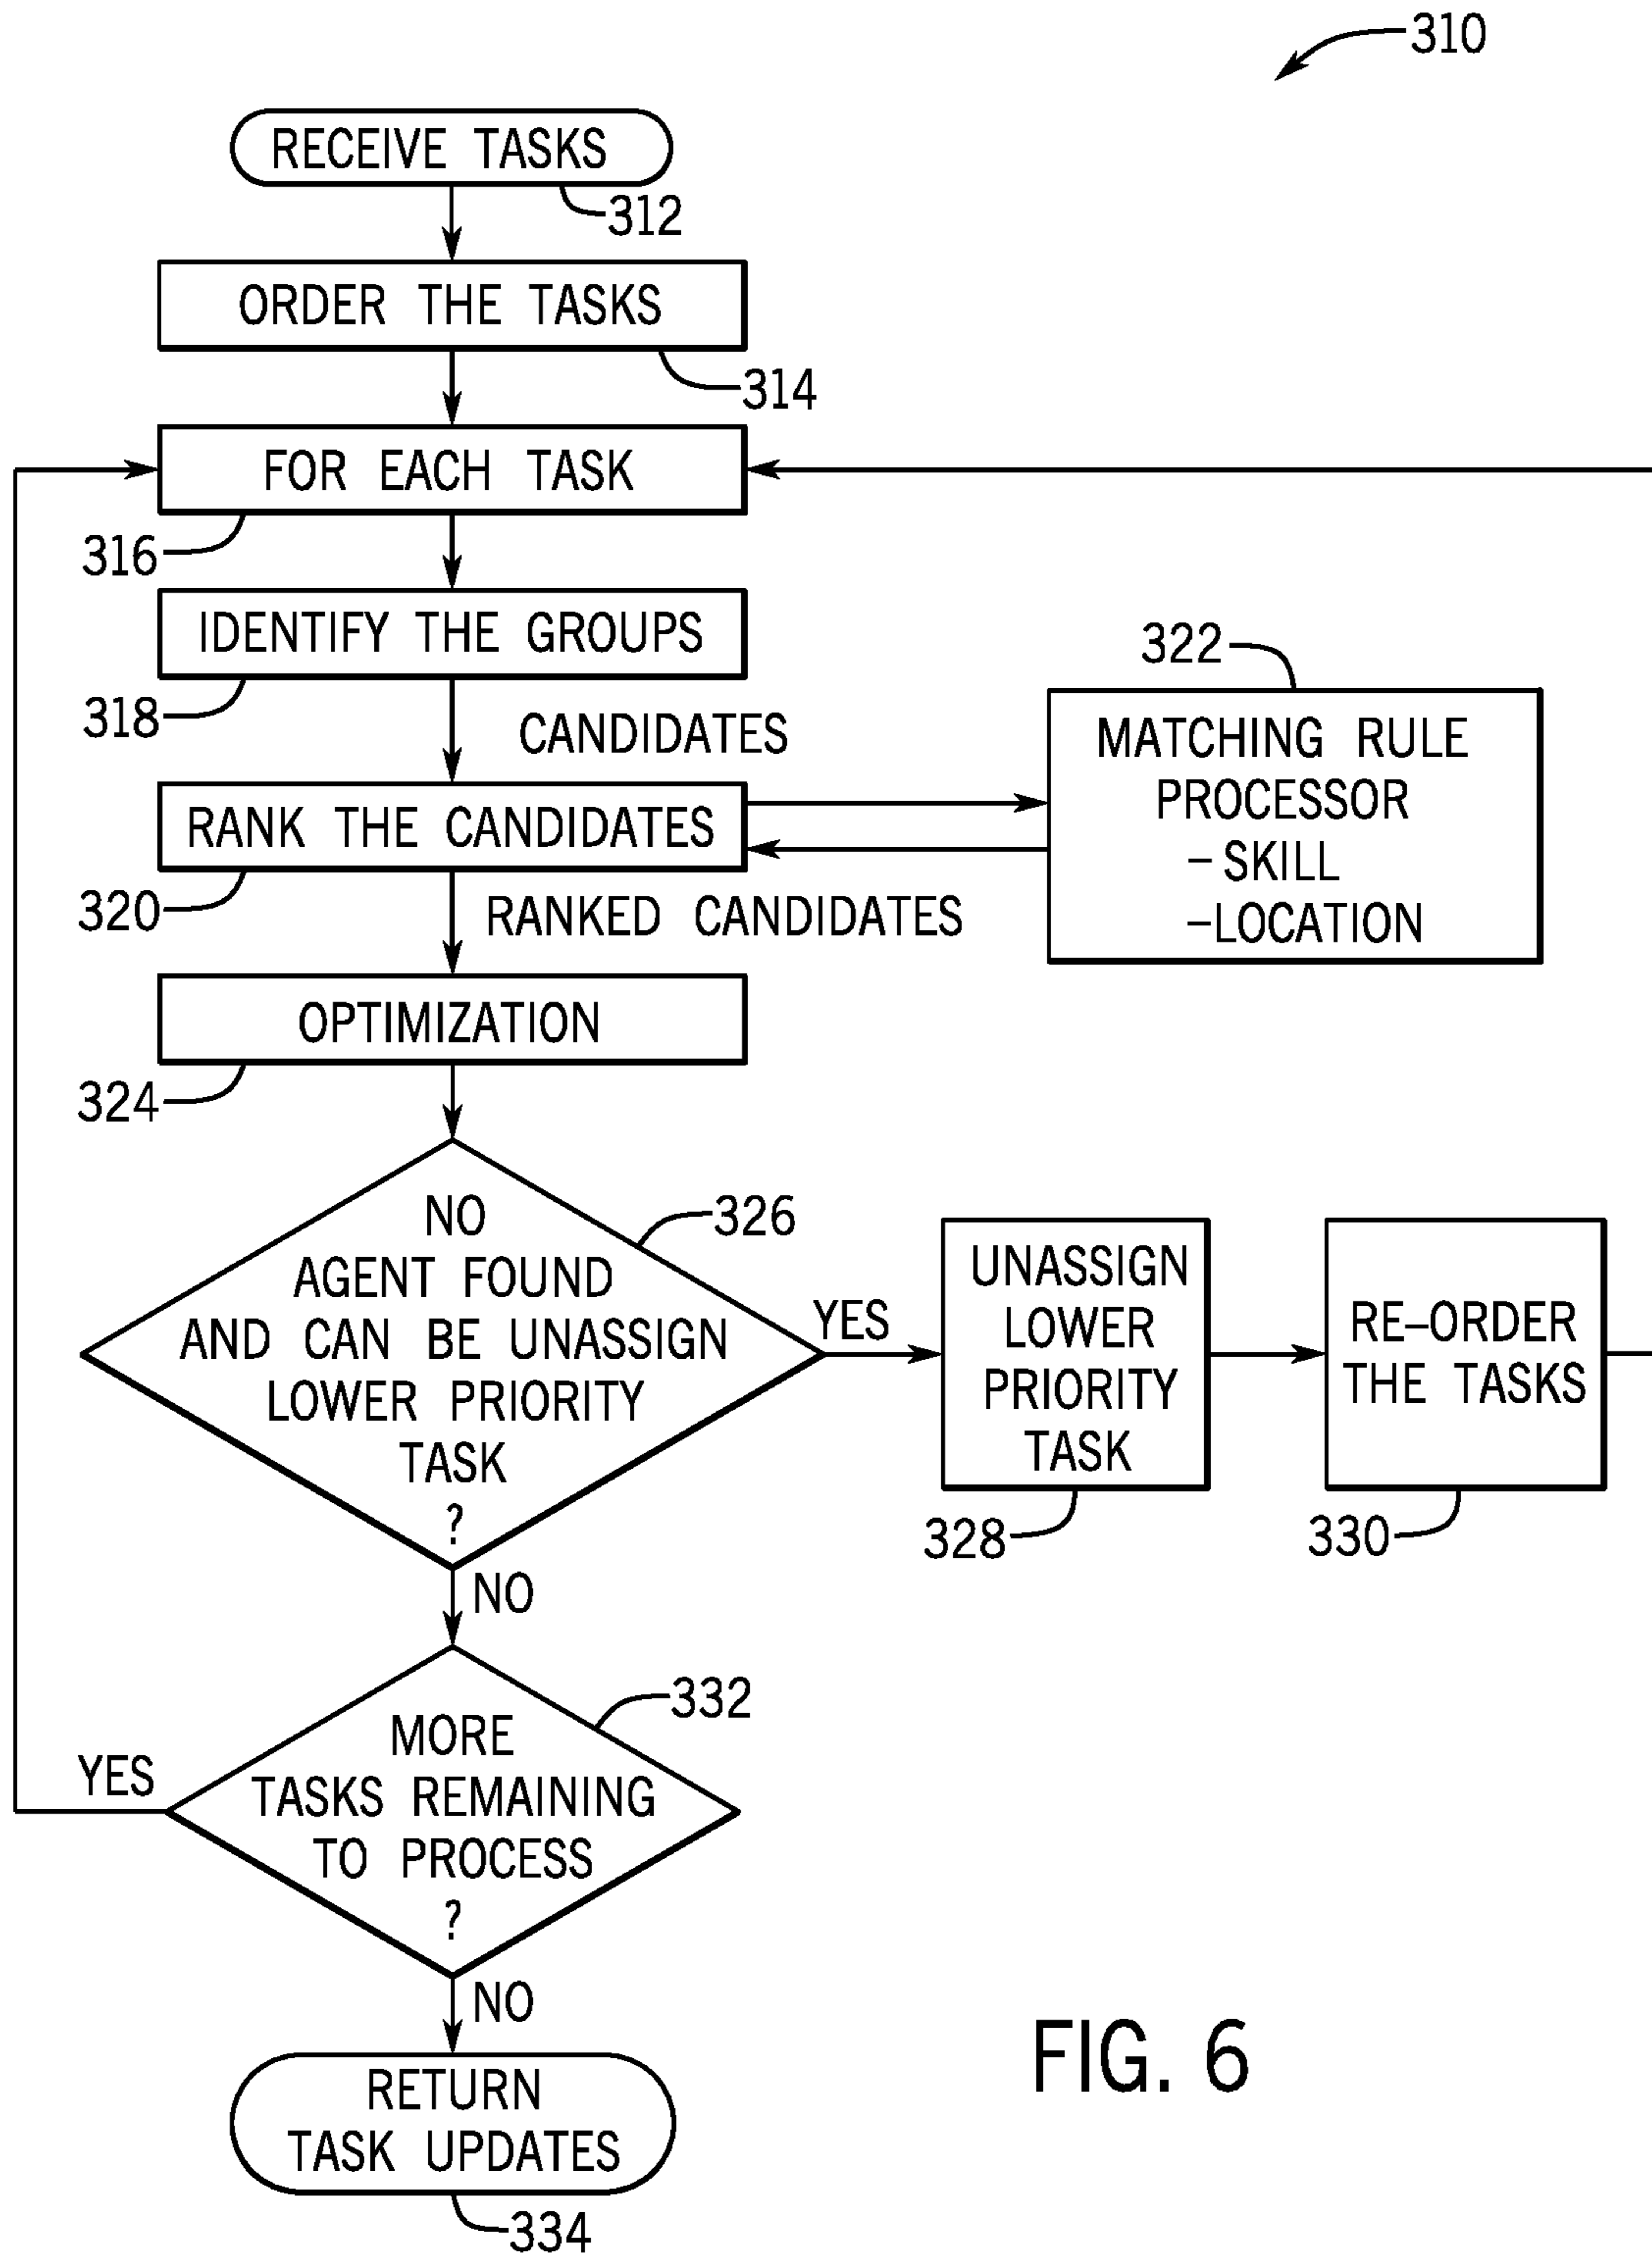 310
RECEIVE TASKS
312
ORDER THE TASKS
314
FOR EACH TASK
316
IDENTIFY THE GROUPS
318
CANDIDATES
322
MATCHING RULE
PROCESSOR
– SKILL
–LOCATION
RANK THE CANDIDATES
320
RANKED CANDIDATES
OPTIMIZATION
324
NO
AGENT FOUND
AND CAN BE UNASSIGN
LOWER PRIORITY
TASK
?
326
YES
UNASSIGN
LOWER
PRIORITY
TASK
328
RE–ORDER
THE TASKS
330
NO
MORE
TASKS REMAINING
TO PROCESS
?
332
YES
NO
RETURN
TASK UPDATES
334
FIG. 6